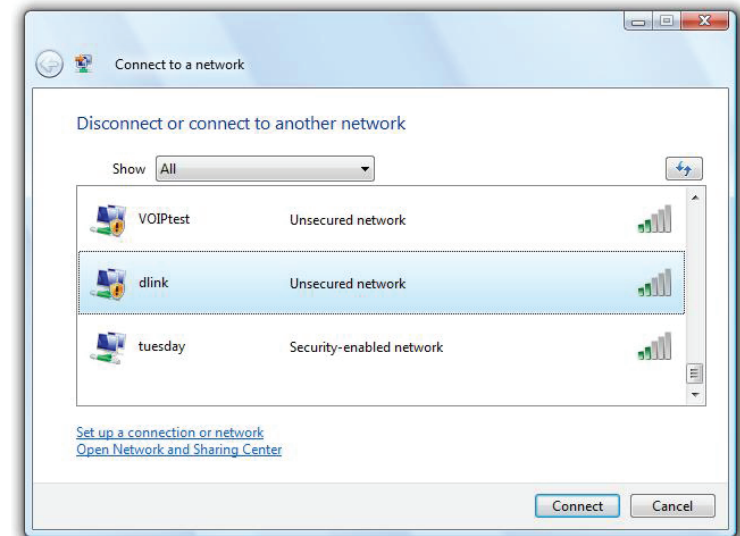 Connect to a network
Disconnect or connect to another network
Show All
VOIPtest Unsecured network
dlink Unsecured network
tuesday Security-enabled network
Set up a connection or network
Open Network and Sharing Center
Connect Cancel